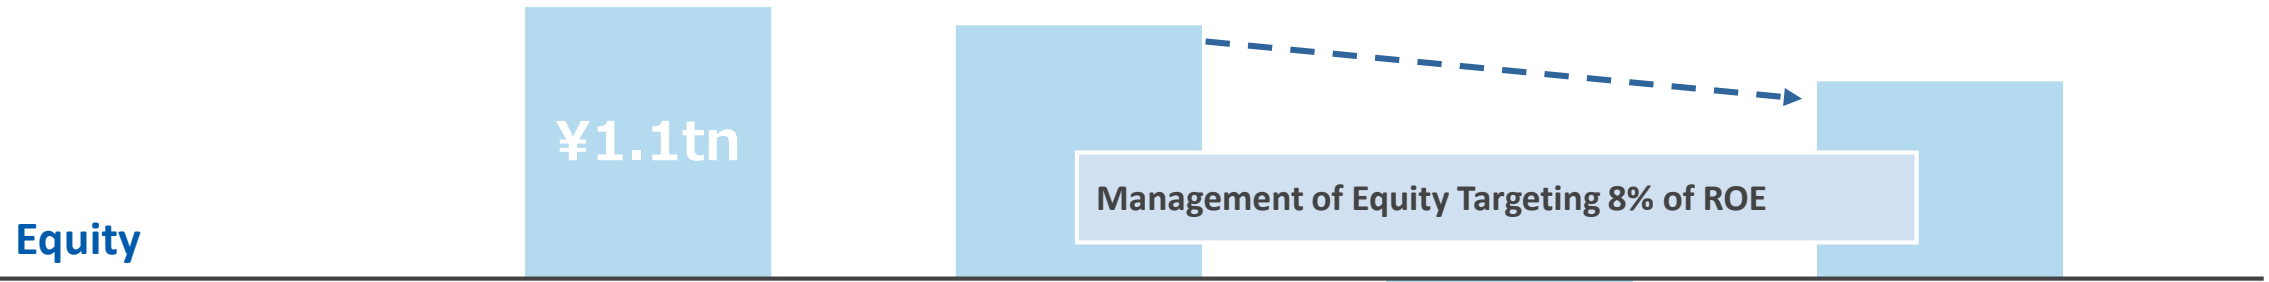 ¥1.1tn
Management of Equity Targeting 8% of ROE
Equity